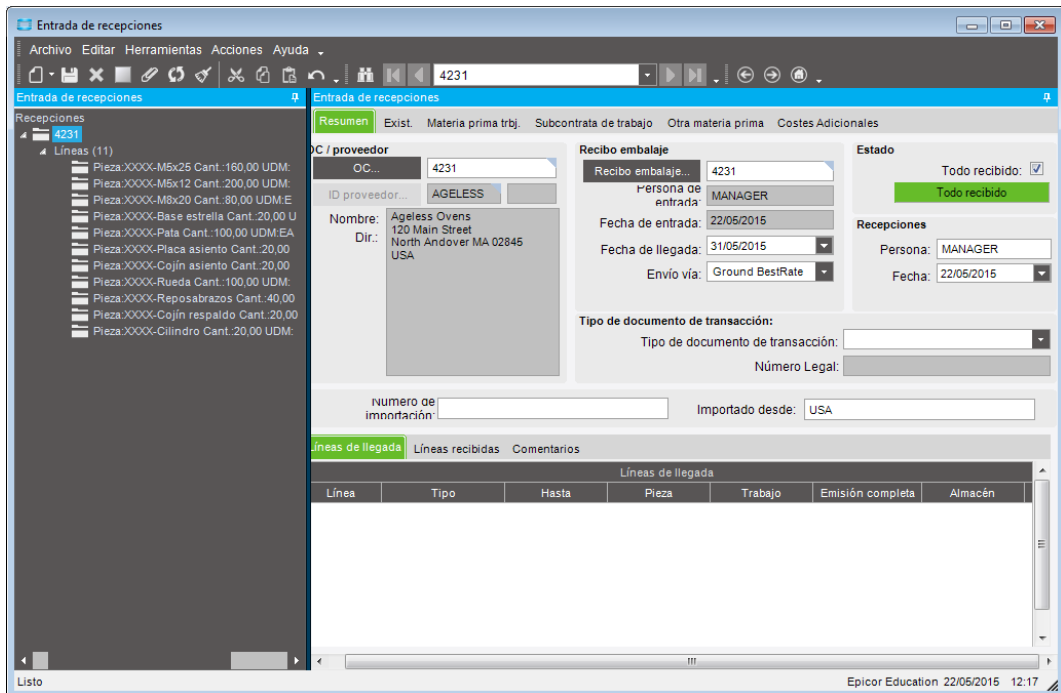 Entrada de recepciones
Archivo Editar Herramientas Acciones Ayuda
4231
Entrada de recepciones
Recepciones
4231
Líneas (11)
Pieza:XXXX-M5x25 Cant.:160,00 UDM:
Pieza:XXXX-M5x12 Cant.:200,00 UDM:
Pieza:XXXX-M8x20 Cant.:80,00 UDM:E
Pieza:XXXX-Base estrella Cant.:20,00 U
Pieza:XXXX-Pata Cant.:100,00 UDM:EA
Pieza:XXXX-Placa asiento Cant.:20,00
Pieza:XXXX-Cojín asiento Cant.:20,00
Pieza:XXXX-Rueda Cant.:100,00 UDM:
Pieza:XXXX-Reposabrazos Cant.:40,00
Pieza:XXXX-Cojín respaldo Cant.:20,00
Pieza:XXXX-Cilindro Cant.:20,00 UDM:
Entrada de recepciones
Resumen Exist. Materia prima trbj. Subcontrata de trabajo Otra materia prima Costes Adicionales
OC / proveedor
OC... 4231
ID proveedor... AGELESS
Nombre: Ageless Ovens
Dir.: 120 Main Street
North Andover MA 02845
USA
Recibo embalaje
Recibo embalaje... 4231
Persona de entrada: MANAGER
Fecha de entrada: 22/05/2015
Fecha de llegada: 31/05/2015
Envío vía: Ground BestRate
Estado
Todo recibido:
Todo recibido
Recepciones
Persona: MANAGER
Fecha: 22/05/2015
Tipo de documento de transacción:
Tipo de documento de transacción:
Número Legal:
Número de importación:
Importado desde: USA
Líneas de llegada Líneas recibidas Comentarios
Líneas de llegada
Línea Tipo Hasta Pieza Trabajo Emisión completa Almacén
Listo
Epicor Education 22/05/2015 12:17